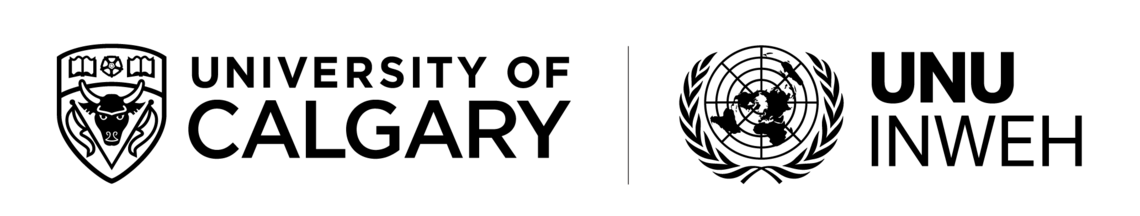 UNIVERSITY OF
CALGARY
UNU
INWEH